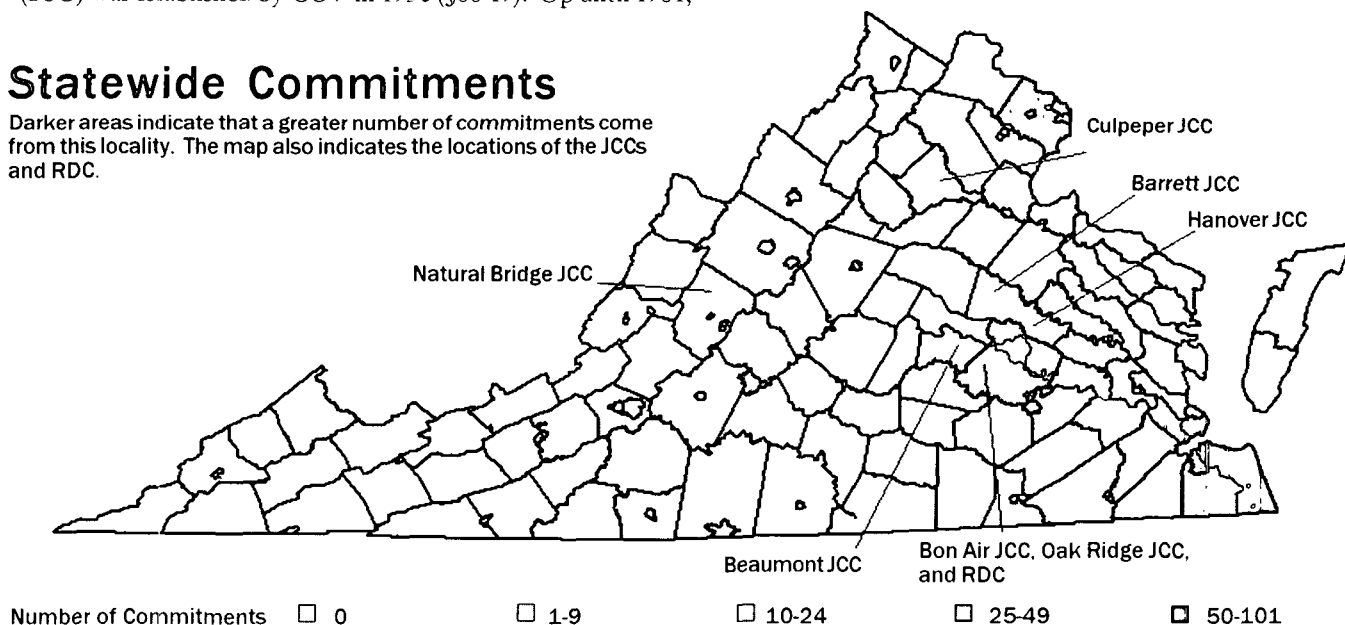 Statewide Commitments
Darker areas indicate that a greater number of commitments come
from this locality. The map also indicates the locations of the JCCs
and RDC.
Culpeper JCC
Barrett JCC
Hanover JCC
Natural Bridge JCC
Beaumont JCC
Bon Air JCC, Oak Ridge JCC,
and RDC
Number of Commitments 0 1-9 10-24 25-49 50-101